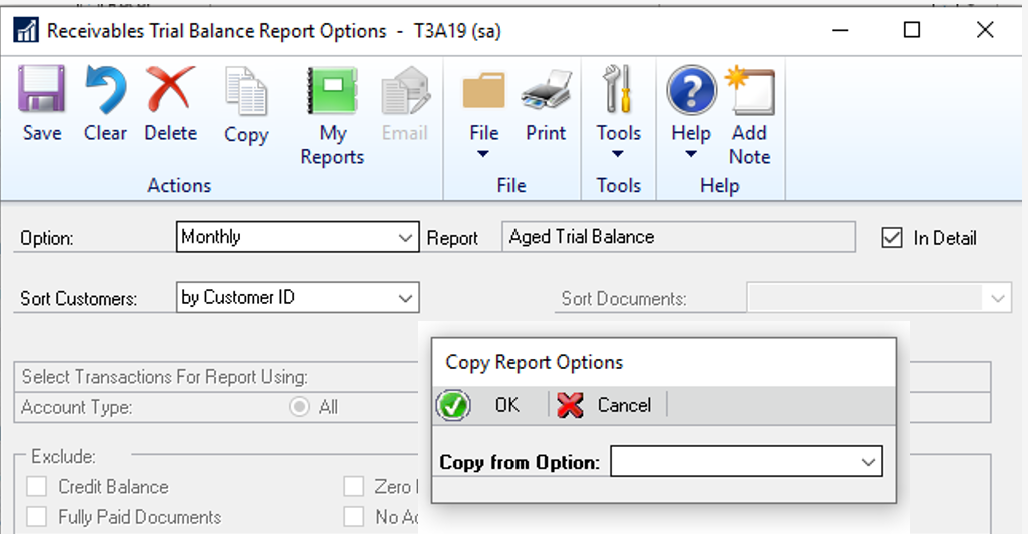 Receivables Trial Balance Report Options - T3A19 (sa)
Save Clear Delete Copy My Reports Email File Print Tools Help Add Note
Actions File Tools Help
Option: Monthly Report Aged Trial Balance In Detail
Sort Customers: by Customer ID Sort Documents:
Copy Report Options
Select Transactions For Report Using:
Account Type: All
OK Cancel
Copy from Option:
Exclude:
Credit Balance Zero
Fully Paid Documents No